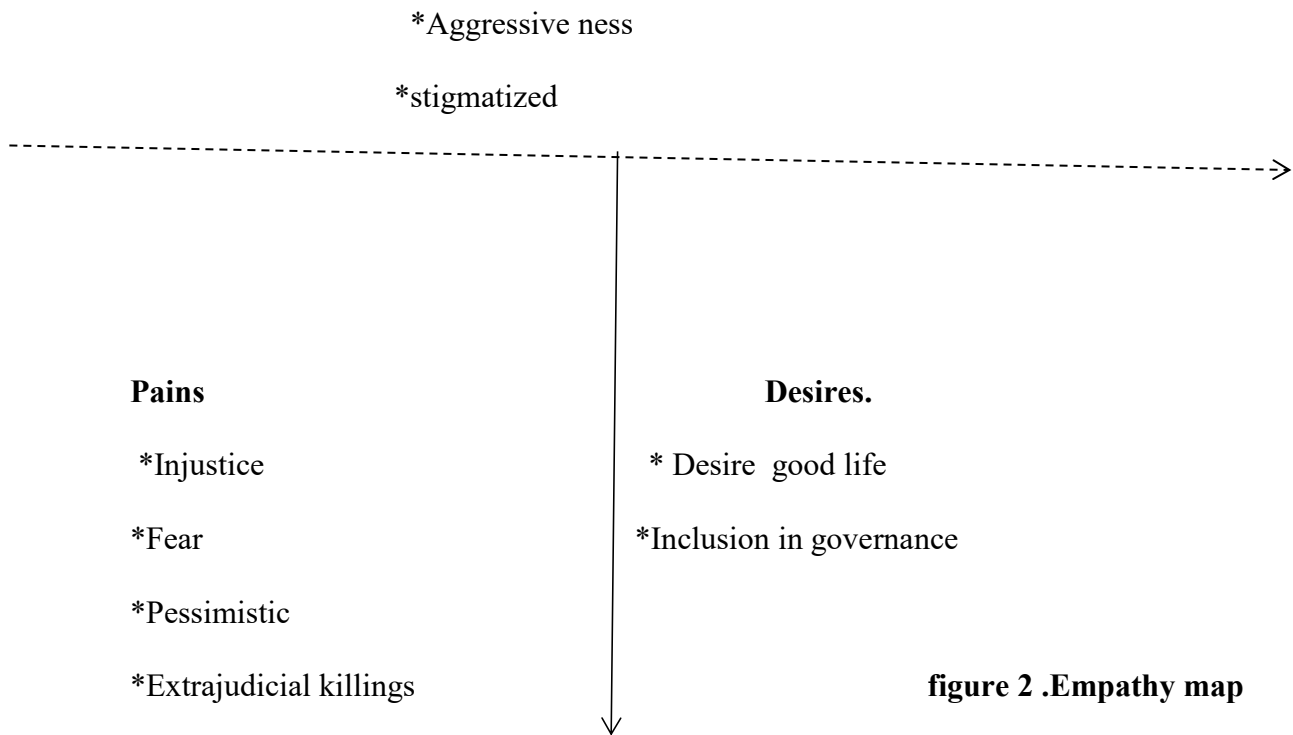 *Aggressive ness
*stigmatized
Pains
*Injustice
*Fear
*Pessimistic
*Extrajudicial killings
Desires.
* Desire  good life
*Inclusion in governance
figure 2 .Empathy map